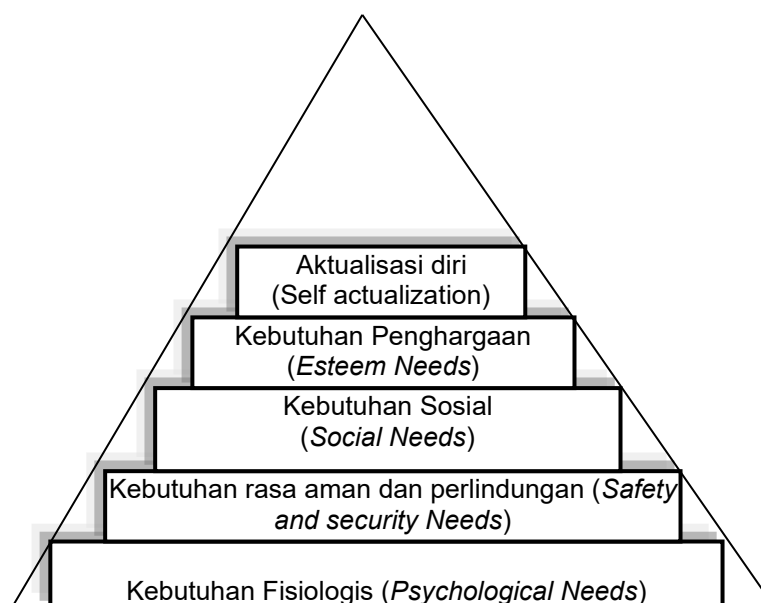 Aktualisasi diri
(Self actualization)
Kebutuhan Penghargaan
(Esteem Needs)
Kebutuhan Sosial
(Social Needs)
Kebutuhan rasa aman dan perlindungan (Safety
and security Needs)
Kebutuhan Fisiologis (Psychological Needs)